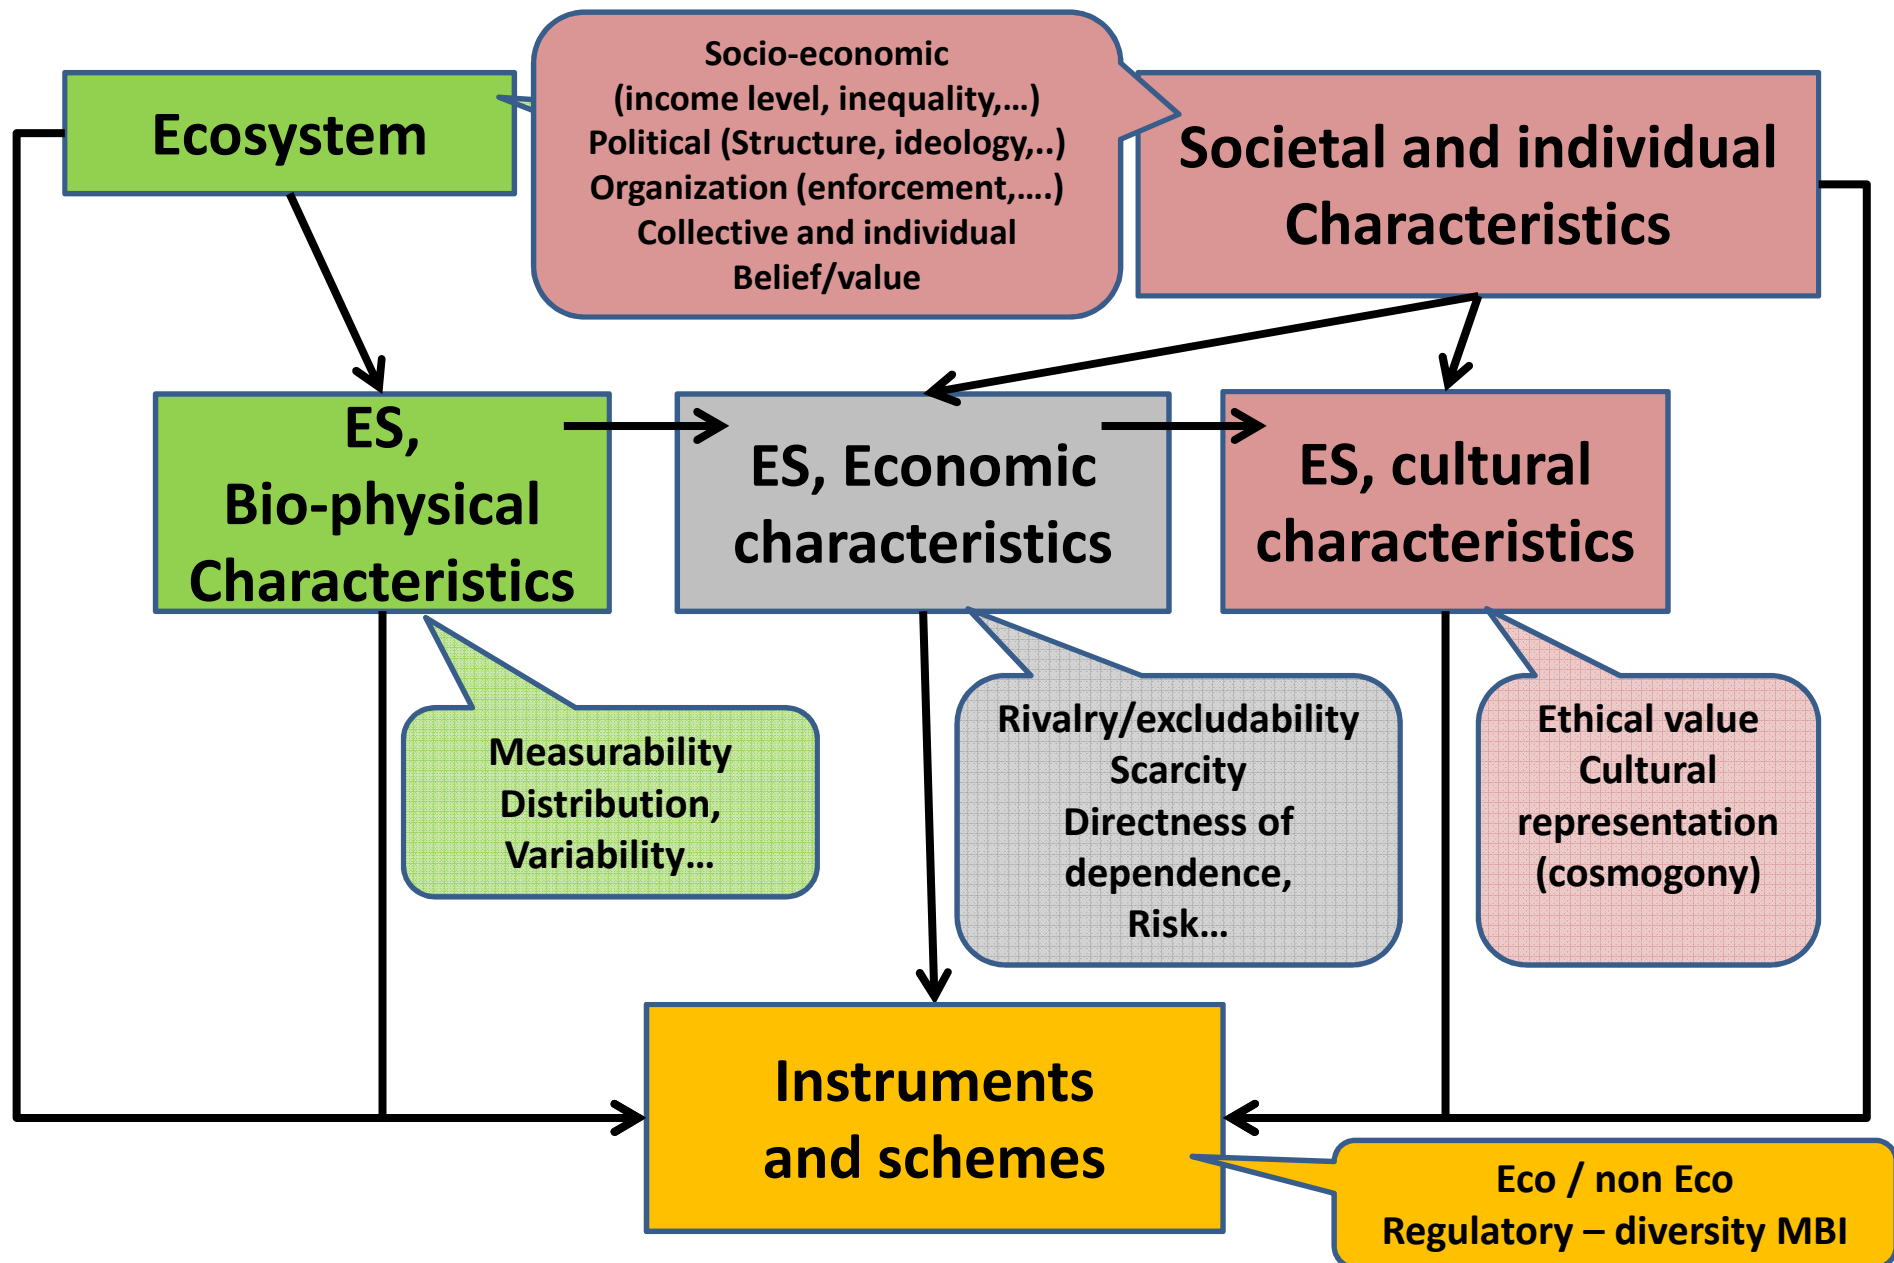 Socio-economic
(income level, inequality,...)
Political (Structure, ideology,..)
Organization (enforcement,....)
Collective and individual
Belief/value
Ecosystem
Societal and individual
Characteristics
ES,
Bio-physical
Characteristics
ES, Economic
characteristics
ES, cultural
characteristics
Measurability
Distribution,
Variability...
Rivalry/excludability
Scarcity
Directness of
dependence,
Risk...
Ethical value
Cultural
representation
(cosmogony)
Instruments
and schemes
Eco / non Eco
Regulatory – diversity MBI